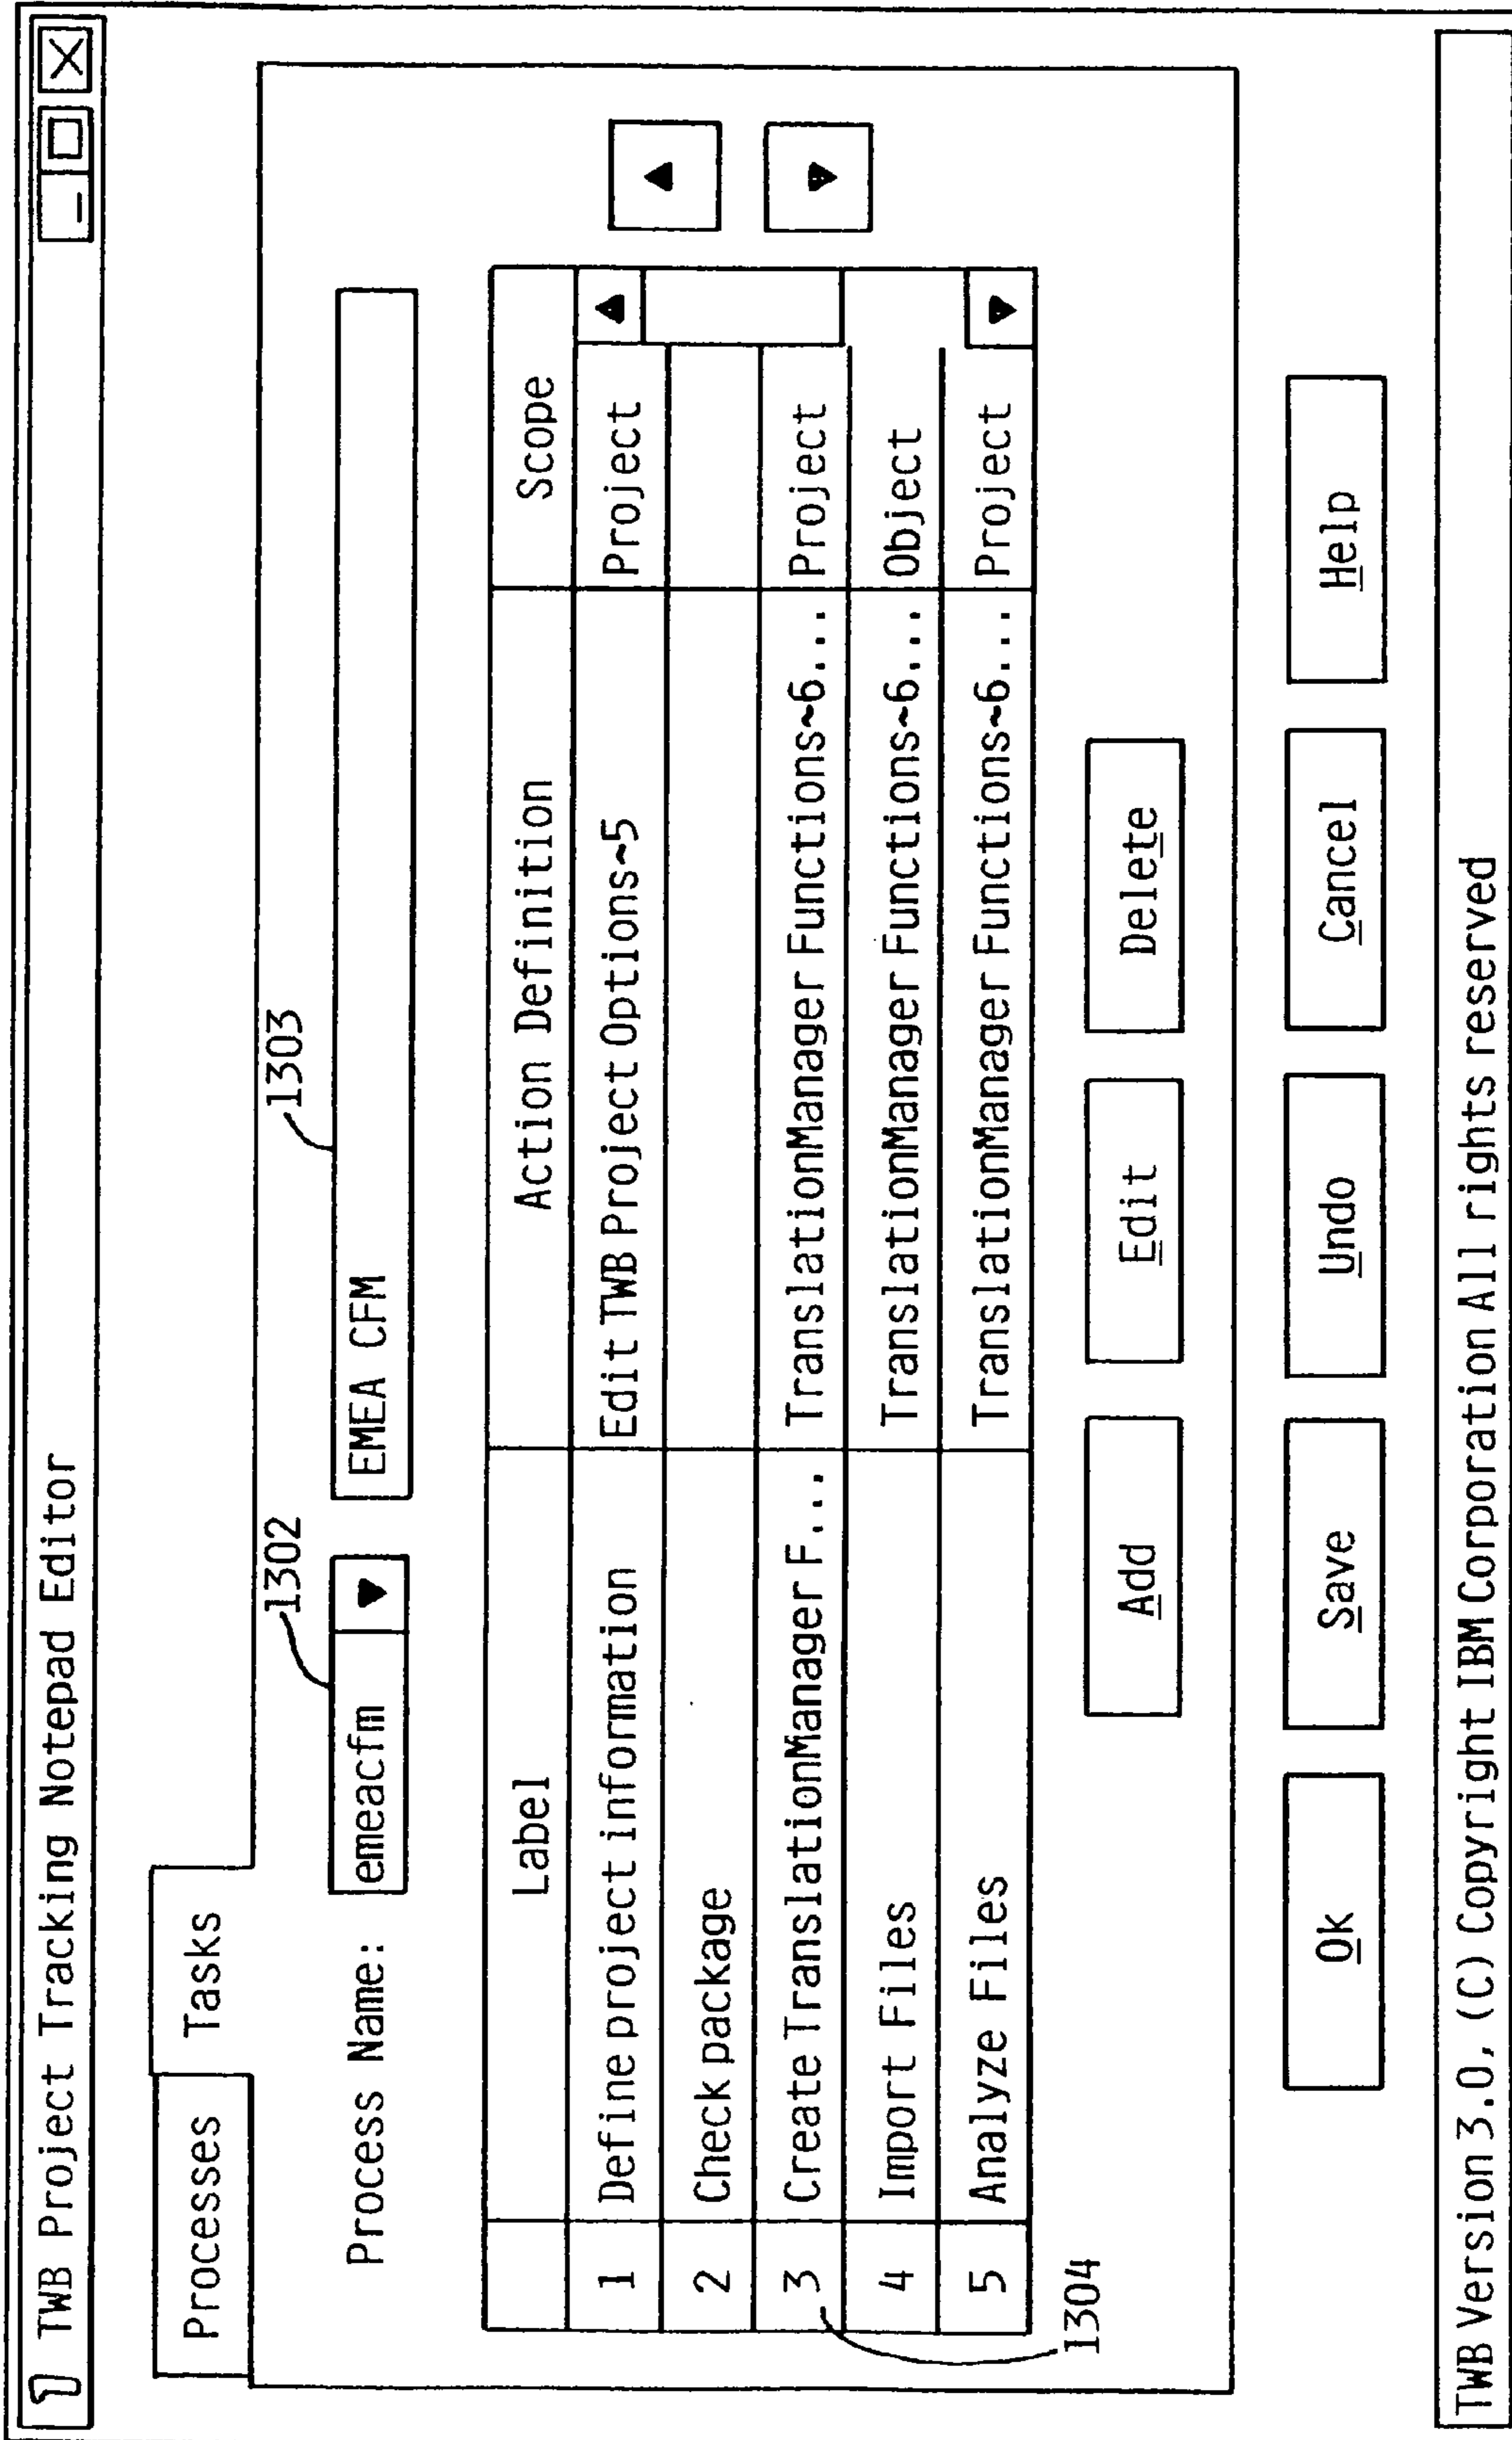 TWB Project Tracking Notepad Editor
Processes Tasks
1302 1303
Process Name: emeacfm EMEA CFM
Label Action Definition Scope
1 Define project information Edit TWB Project Options~5 Project
2 Check package
3 Create TranslationManager F... TranslationManager Functions~6... Project
4 Import Files TranslationManager Functions~6... Object
5 Analyze Files TranslationManager Functions~6... Project
1304
Add Edit Delete
Ok Save Undo Cancel Help
TWB Version 3.0, (C) Copyright IBM Corporation All rights reserved